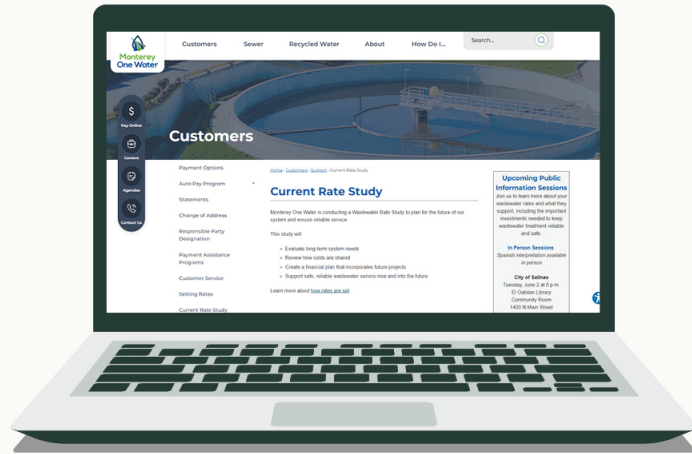 Customers Sewer Recycled Water About How Do I... Search...
Monterey
One Water
$
Pay Online
Careers
Agendas
Contact Us
Customers
Payment Options
Auto Pay Program
Statements
Change of Address
Responsible Party
Designation
Payment Assistance
Programs
Customer Service
Setting Rates
Current Rate Study
Home › Customers › Support › Current Rate Study
Current Rate Study
Monterey One Water is conducting a Wastewater Rate Study to plan for the future of our
system and ensure reliable service.
This study will:
Evaluate long-term system needs
Review how costs are shared
Create a financial plan that incorporates future projects
Support safe, reliable wastewater service now and into the future
Learn more about how rates are set
Upcoming Public
Information Sessions
Join us to learn more about your
wastewater rates and what they
support, including the important
investments needed to keep
wastewater treatment reliable
and safe.
In Person Sessions
Spanish interpretation available
in person
City of Salinas
Tuesday, June 2 at 6 p.m.
El Gabilan Library
Community Room
1400 N Main Street